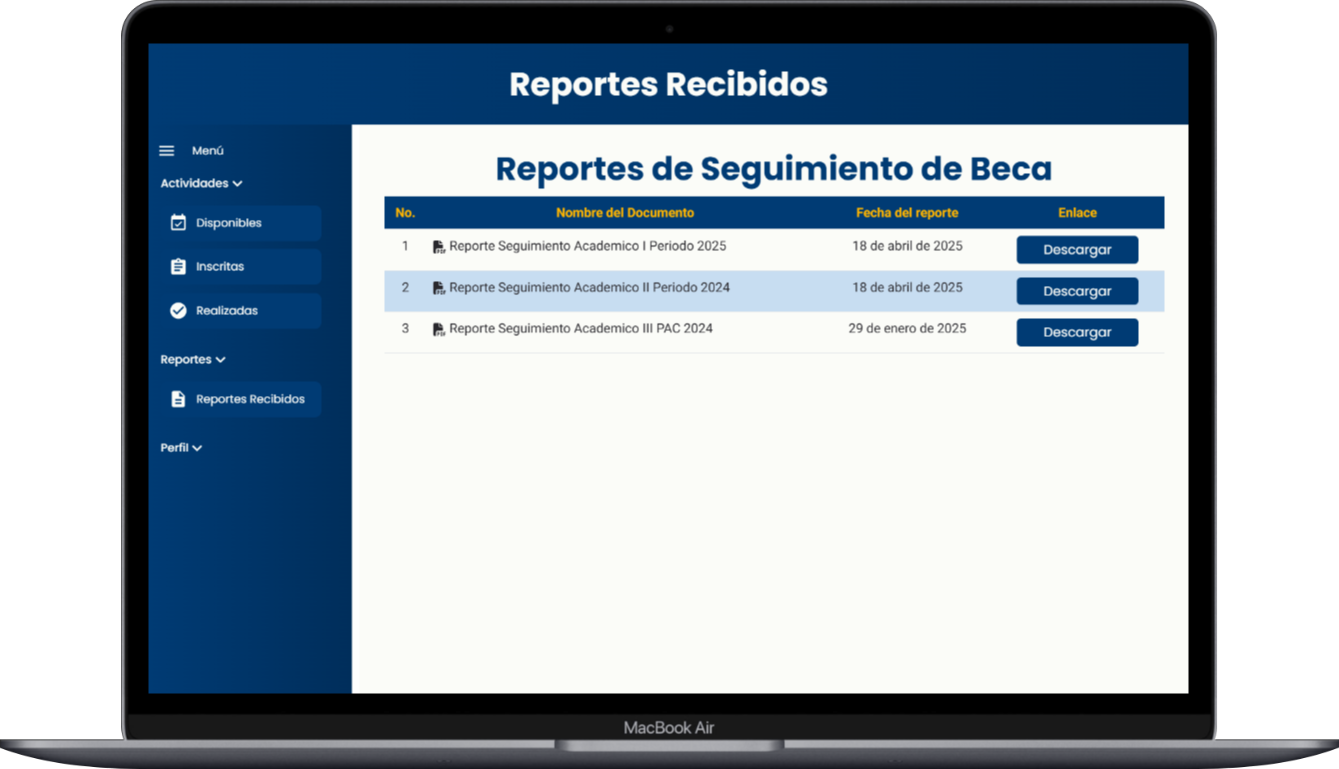 Reportes Recibidos
Menú
Actividades
Disponibles
Inscritas
Realizadas
Reportes
Reportes Recibidos
Perfil
Reportes de Seguimiento de Beca
No. Nombre del Documento Fecha del reporte Enlace
1 Reporte Seguimiento Academico I Periodo 2025 18 de abril de 2025 Descargar
2 Reporte Seguimiento Academico II Periodo 2024 18 de abril de 2025 Descargar
3 Reporte Seguimiento Academico III PAC 2024 29 de enero de 2025 Descargar
MacBook Air